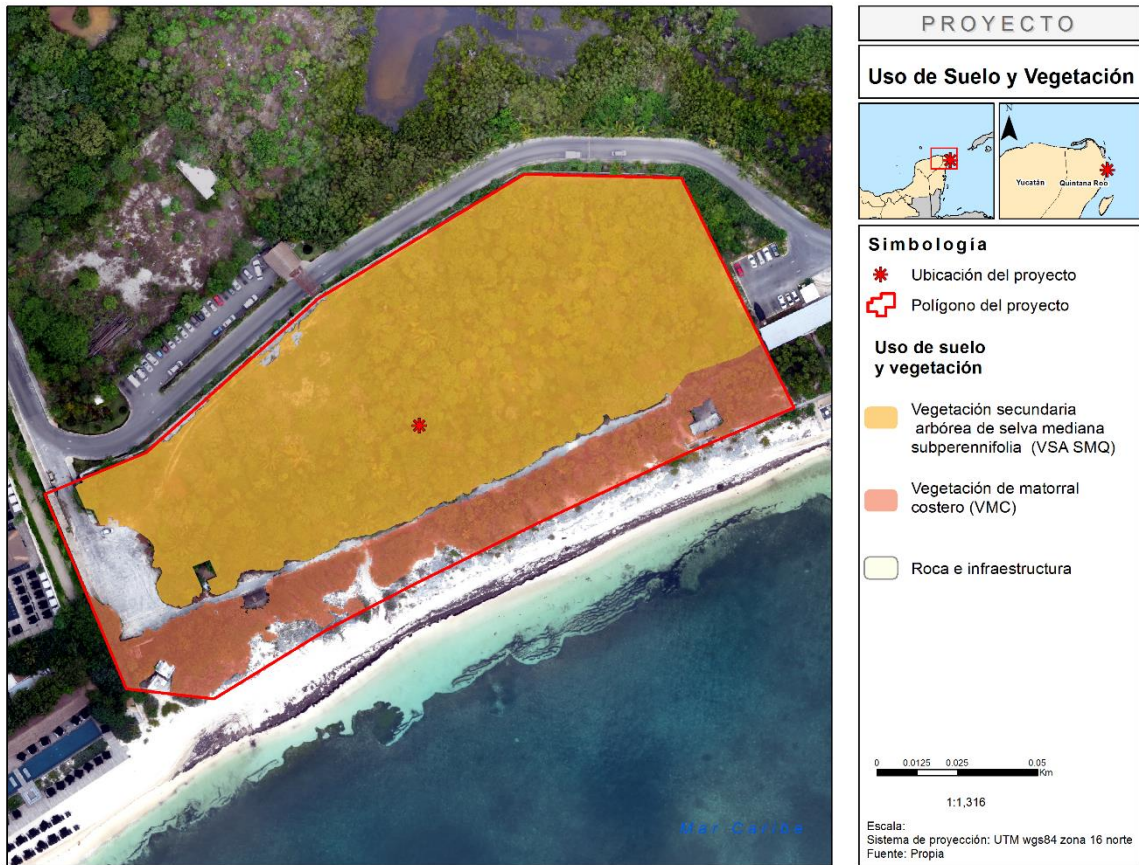 PROYECTO
Uso de Suelo y Vegetación
N
Yucatán
Quintana Roo
Simbología
Ubicación del proyecto
Polígono del proyecto
Uso de suelo
y vegetación
Vegetación secundaria
arbórea de selva mediana
subperennifolia (VSA SMQ)
Vegetación de matorral
costero (VMC)
Roca e infraestructura
0 0.0125 0.025 0.05
Km
1:1,316
Escala:
Sistema de proyección: UTM wgs84 zona 16 norte
Fuente: Propia
Mar Caribe